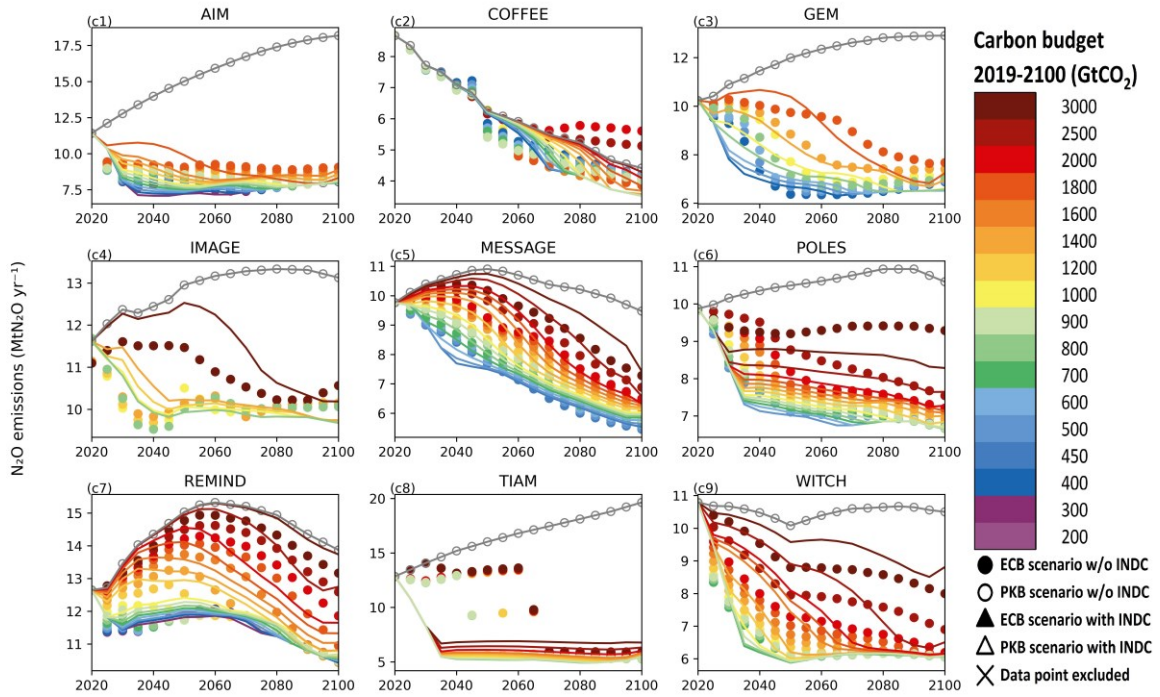 (c1) AIM
17.5
15.0
12.5
10.0
7.5
2020 2040 2060 2080 2100
(c2) COFFEE
8
7
6
5
4
2020 2040 2060 2080 2100
(c3) GEM
12
10
8
6
2020 2040 2060 2080 2100
(c4) IMAGE
13
12
11
10
2020 2040 2060 2080 2100
(c5) MESSAGE
11
10
9
8
7
6
2020 2040 2060 2080 2100
(c6) POLES
11
10
9
8
7
2020 2040 2060 2080 2100
(c7) REMIND
15
14
13
12
11
2020 2040 2060 2080 2100
(c8) TIAM
20
15
10
5
2020 2040 2060 2080 2100
(c9) WITCH
11
10
9
8
7
6
2020 2040 2060 2080 2100
N₂O emissions (MtN₂O yr⁻¹)
Carbon budget
2019-2100 (GtCO₂)
3000
2500
2000
1800
1600
1400
1200
1000
900
800
700
600
500
450
400
300
200
ECB scenario w/o INDC
PKB scenario w/o INDC
ECB scenario with INDC
PKB scenario with INDC
Data point excluded